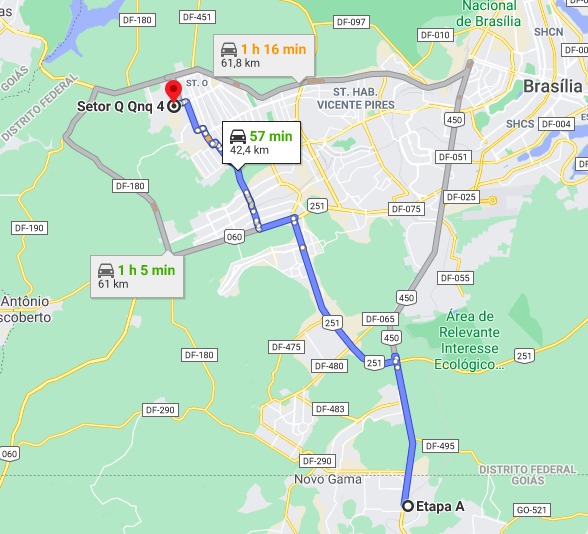 as
DF-180
DF-451
DF-097
DF-010
Nacional
de Brasília
SHCN
GOIÁS
DISTRITO FEDERAL
1 h 16 min
61,8 km
ST. O
ST. HAB.
VICENTE PIRES
Brasília
Setor Q Qnq 4
57 min
42,4 km
450
SHCS
DF-004
DF-051
DF-180
DF-025
251
DF-075
DF-190
060
1 h 5 min
61 km
DF-055
450
Antônio
scoberto
251
DF-065
450
Área de
Relevante
Interesse
Ecológico...
DF-475
DF-180
DF-480
251
251
DF-290
DF-483
DF-495
060
DF-290
Novo Gama
DISTRITO FEDERAL
GOIÁS
Etapa A
GO-521